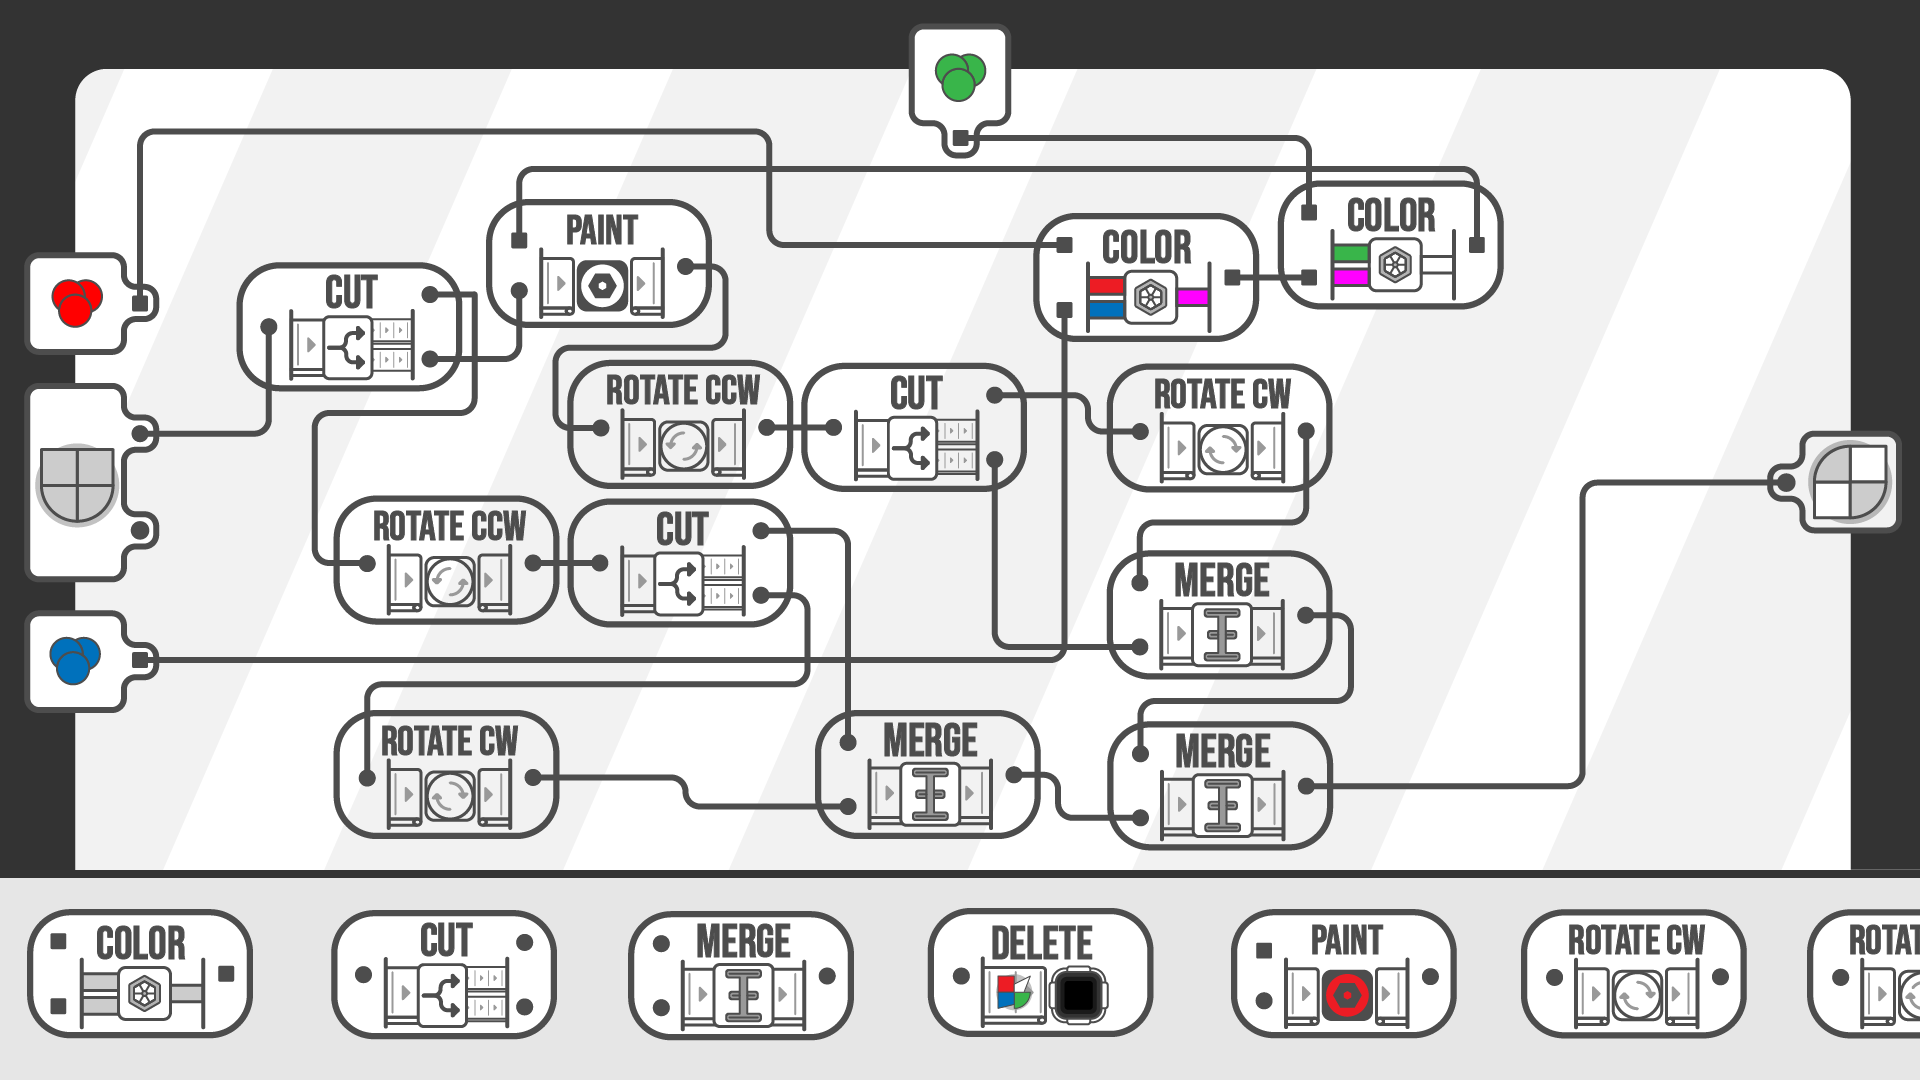 PAINT
COLOR
COLOR
CUT
ROTATE CCW
CUT
ROTATE CW
ROTATE CCW
CUT
MERGE
ROTATE CW
MERGE
MERGE
COLOR
CUT
MERGE
DELETE
PAINT
ROTATE CW
ROTAT